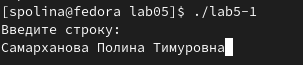 [spolina@fedora lab05]$ ./lab5-1
Введите строку:
Самарханова Полина Тимуровна